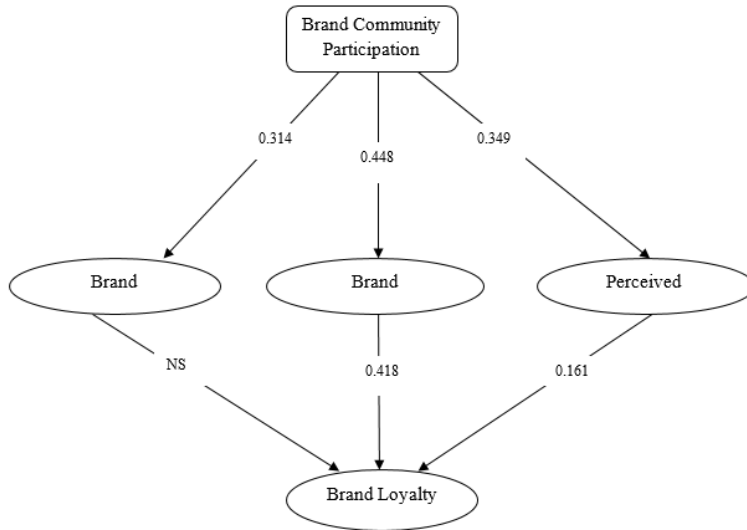 Brand Community
Participation
0.314
0.448
0.349
Brand
Brand
Perceived
NS
0.418
0.161
Brand Loyalty